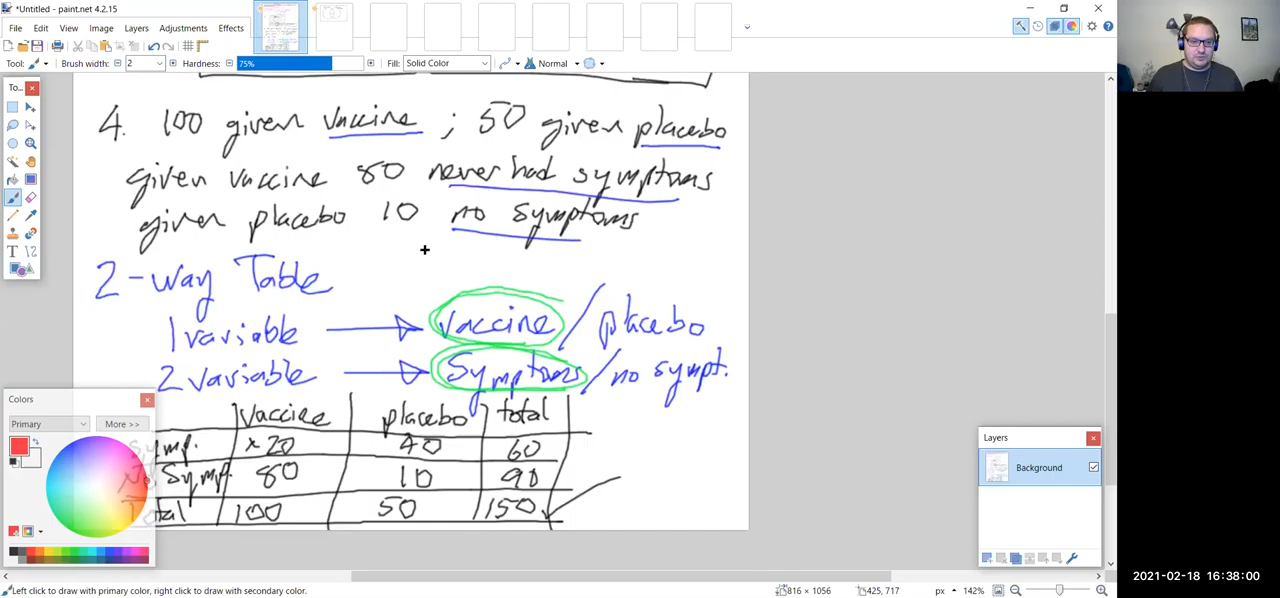 *Untitled - paint.net 4.2.15
File Edit View Image Layers Adjustments Effects
Tool: Brush width: 2 Hardness: 75% Fill: Solid Color Normal
To...
4. 100 given vaccine ; 50 given placebo
given vaccine 80 never had symptoms
given placebo 10 no symptoms
2-way Table
1 variable vaccine / placebo
2 variable Symptoms / no sympt.
Vaccine placebo total
Symp. x 20 40 60
Symp. 80 10 90
Total 100 50 150
Colors
Primary More >>
Layers
Background
2021-02-18 16:38:00
Left click to draw with primary color, right click to draw with secondary color. 816 × 1056 425, 717 px 142%